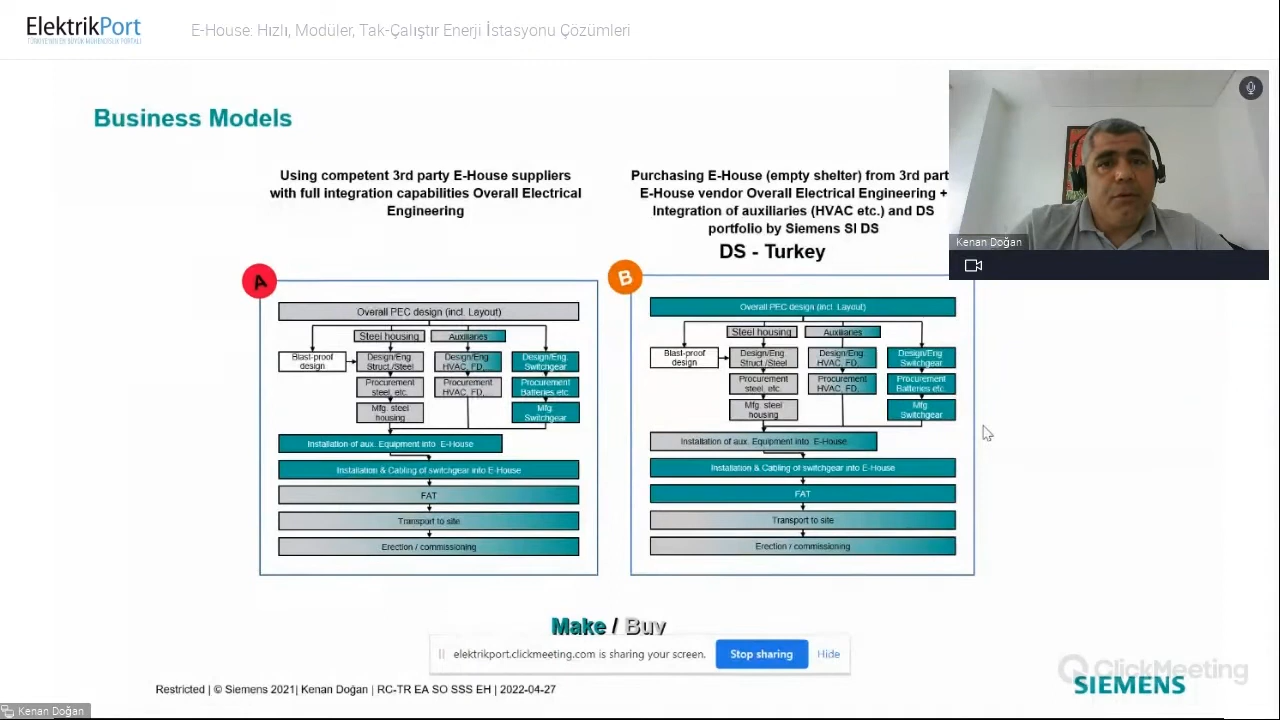 ElektrikPort
E-House: Hızlı, Modüler, Tak-Çalıştır Enerji İstasyonu Çözümleri
Business Models
Using competent 3rd party E-House suppliers
with full integration capabilities Overall Electrical
Engineering
Purchasing E-House (empty shelter) from 3rd part
E-House vendor Overall Electrical Engineering +
Integration of auxiliaries (HVAC etc.) and DS
portfolio by Siemens SI DS
DS - Turkey
Kenan Doğan
A
Overall PEC design (incl. Layout)
Steel housing
Auxiliaries
Blast-proof
design
Design/Eng
Struct./Steel
Design/Eng
HVAC, FD,...
Design/Eng.
Switchgear
Procurement
steel, etc.
Procurement
HVAC, FD,..
Procurement
Batteries etc.
Mfg. steel
housing
Mfg.
Switchgear
Installation of aux. Equipment into E-House
Installation & Cabling of switchgear into E-House
FAT
Transport to site
Erection / commissioning
B
Overall PEC design (incl. Layout)
Steel housing
Auxiliaries
Blast-proof
design
Design/Eng
Struct./Steel
Design/Eng
HVAC, FD,..
Design/Eng
Switchgear
Procurement
steel, etc.
Procurement
HVAC, FD,..
Procurement
Batteries etc.
Mfg. steel
housing
Mfg
Switchgear
Installation of aux. Equipment into E-House
Installation & Cabling of switchgear into E-House
FAT
Transport to site
Erection / commissioning
Make / Buy
elektrikport.clickmeeting.com is sharing your screen.
Stop sharing
Hide
Restricted | © Siemens 2021| Kenan Doğan | RC-TR EA SO SSS EH | 2022-04-27
ClickMeeting
SIEMENS
Kenan Doğan